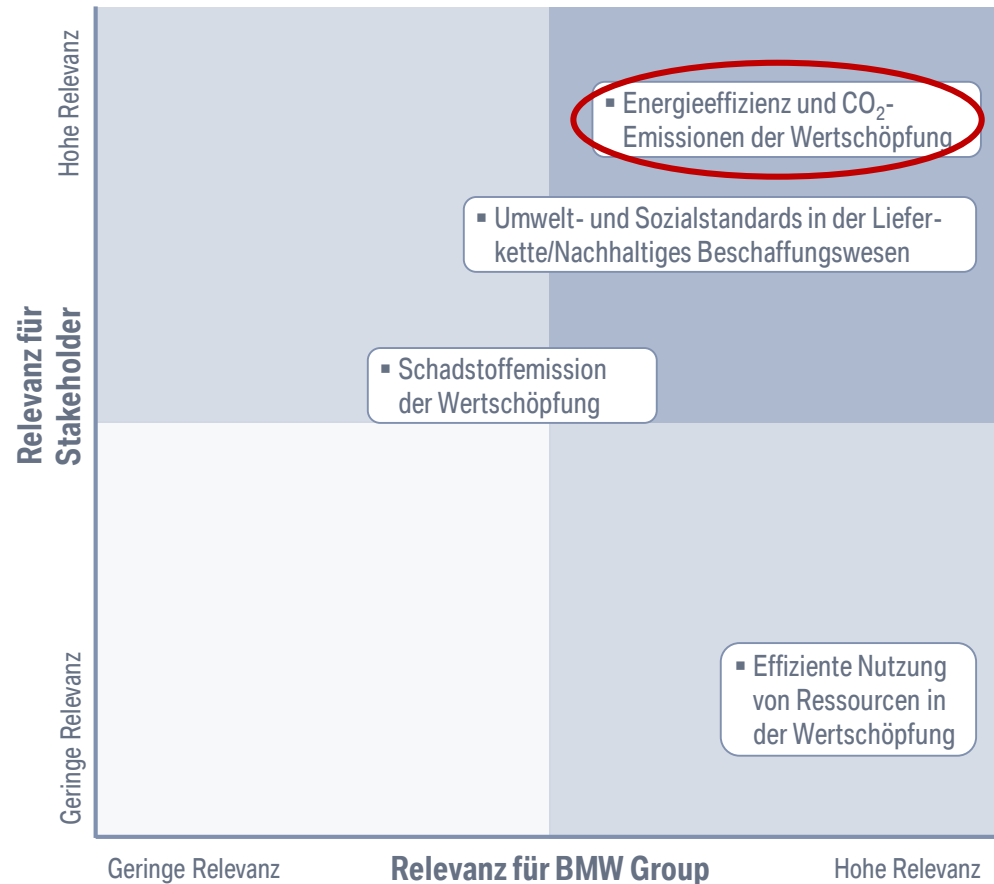 Hohe Relevanz
▪ Energieeffizienz und CO₂-
Emissionen der Wertschöpfung
▪ Umwelt- und Sozialstandards in der Liefer-
kette/Nachhaltiges Beschaffungswesen
Relevanz für
Stakeholder
▪ Schadstoffemission
der Wertschöpfung
Geringe Relevanz
▪ Effiziente Nutzung
von Ressourcen in
der Wertschöpfung
Geringe Relevanz
Relevanz für BMW Group
Hohe Relevanz